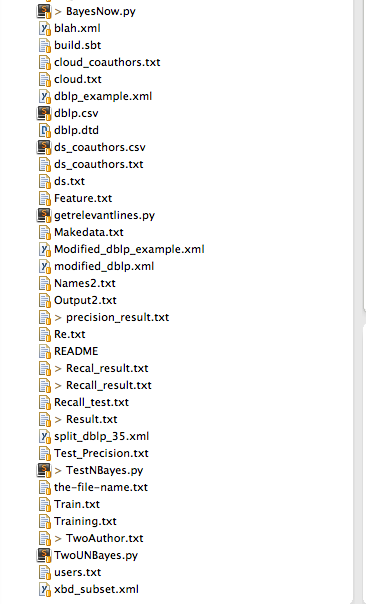 > BayesNow.py
blah.xml
build.sbt
cloud_coauthors.txt
cloud.txt
dblp_example.xml
dblp.csv
dblp.dtd
ds_coauthors.csv
ds_coauthors.txt
ds.txt
Feature.txt
getrelevantlines.py
Makedata.txt
Modified_dblp_example.xml
modified_dblp.xml
Names2.txt
Output2.txt
> precision_result.txt
Re.txt
README
> Recal_result.txt
> Recall_result.txt
Recall_test.txt
> Result.txt
split_dblp_35.xml
Test_Precision.txt
> TestNBayes.py
the-file-name.txt
Train.txt
Training.txt
> TwoAuthor.txt
TwoUNBayes.py
users.txt
xbd_subset.xml